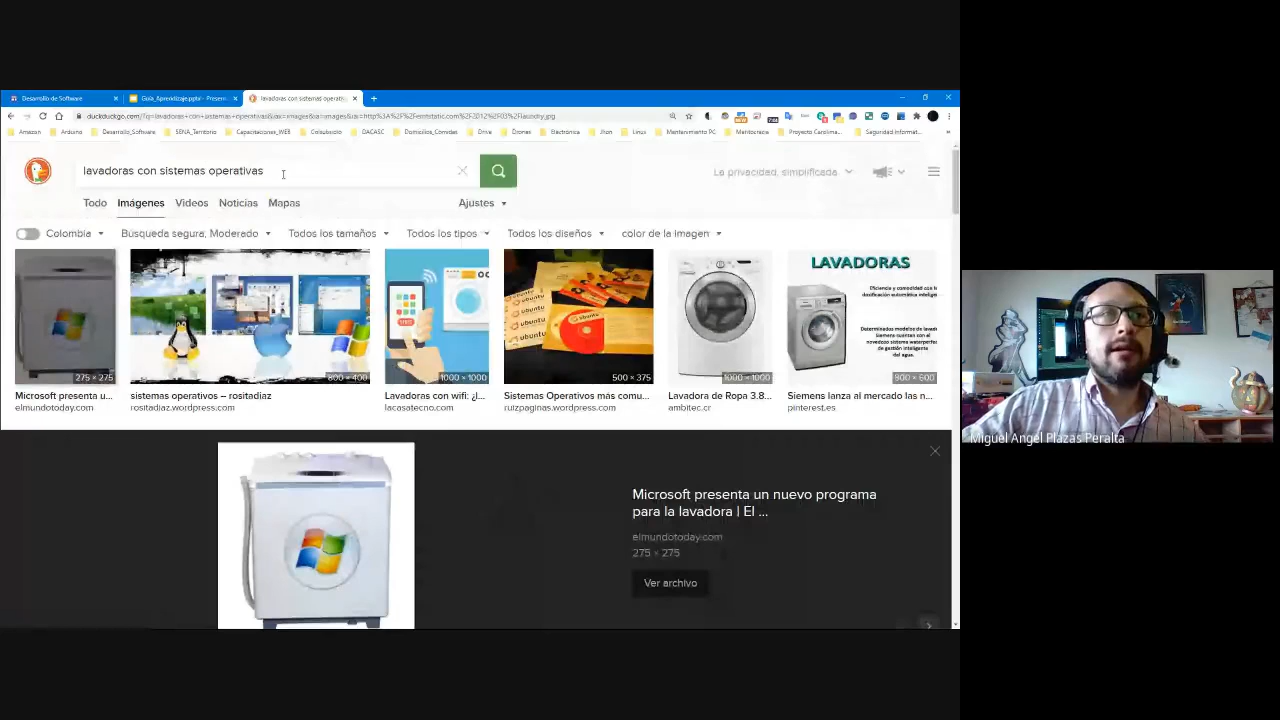 Desarrollo de Software
Guia_Aprendizaje.pptx - Present
lavadoras con sistemas operativ
Amazon
Arduino
Desarrollo_Software
SENA_Territorio
Capacitaciones_WEB
Colsubsidio
DACASC
Domicilios_Comidas
Drive
Drones
Electrónica
Jhon
Linux
Mantenimiento PC
Meritocracia
Proyecto Carolina...
Seguridad Informát...
lavadoras con sistemas operativas
La privacidad, simplificada
Todo
Imágenes
Videos
Noticias
Mapas
Ajustes
Colombia
Búsqueda segura, Moderado
Todos los tamaños
Todos los tipos
Todos los diseños
color de la imagen
LAVADORAS
275 × 275
800 × 400
1000 × 1000
500 × 375
1000 × 1000
800 × 600
Microsoft presenta u...
elmundotoday.com
sistemas operativos – rositadiaz
rositadiaz.wordpress.com
Lavadoras con wifi: ¿l...
lacasatecno.com
Sistemas Operativos más comu...
ruizpaginas.wordpress.com
Lavadora de Ropa 3.8...
ambitec.cr
Siemens lanza al mercado las n...
pinterest.es
Microsoft presenta un nuevo programa
para la lavadora | El ...
elmundotoday.com
275 × 275
Ver archivo
Miguel Angel Plazas Peralta